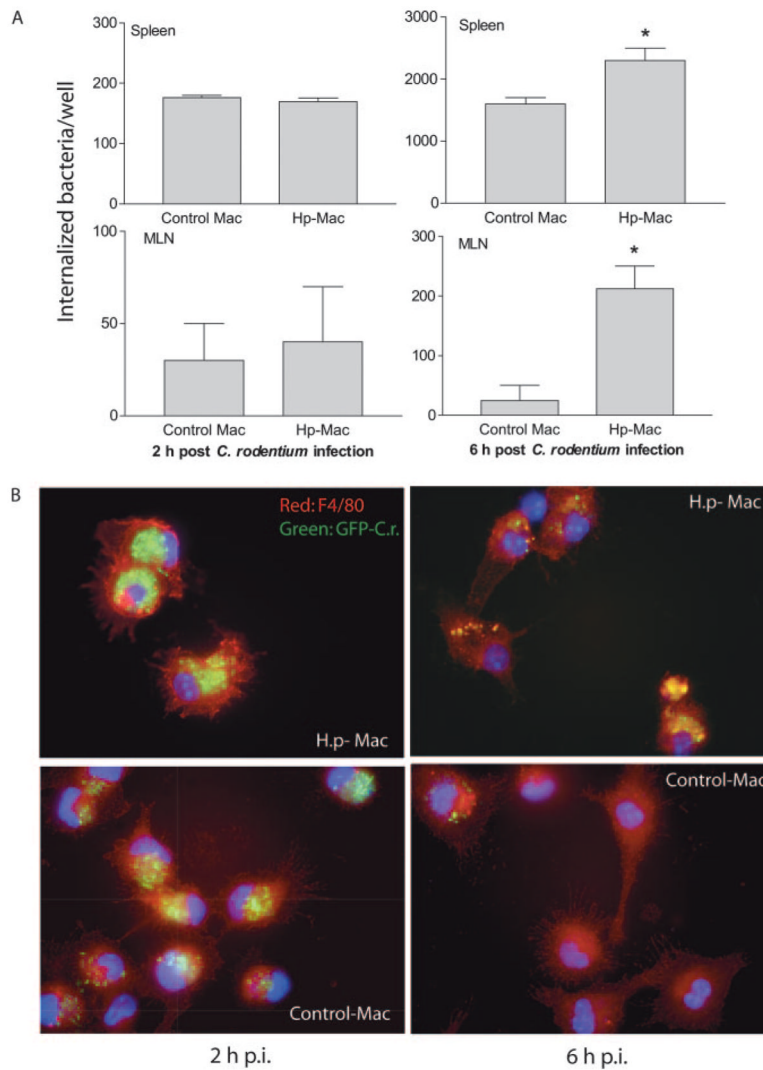 A
Internalized bacteria/well
Spleen
300
200
100
0
Control Mac Hp-Mac
Spleen
3000
2000
1000
0
*
Control Mac Hp-Mac
MLN
100
50
0
Control Mac Hp-Mac
2 h post C. rodentium infection
MLN
300
200
100
0
*
Control Mac Hp-Mac
6 h post C. rodentium infection
B
Red: F4/80
Green: GFP-C.r.
H.p- Mac
H.p- Mac
Control-Mac
Control-Mac
2 h p.i.
6 h p.i.